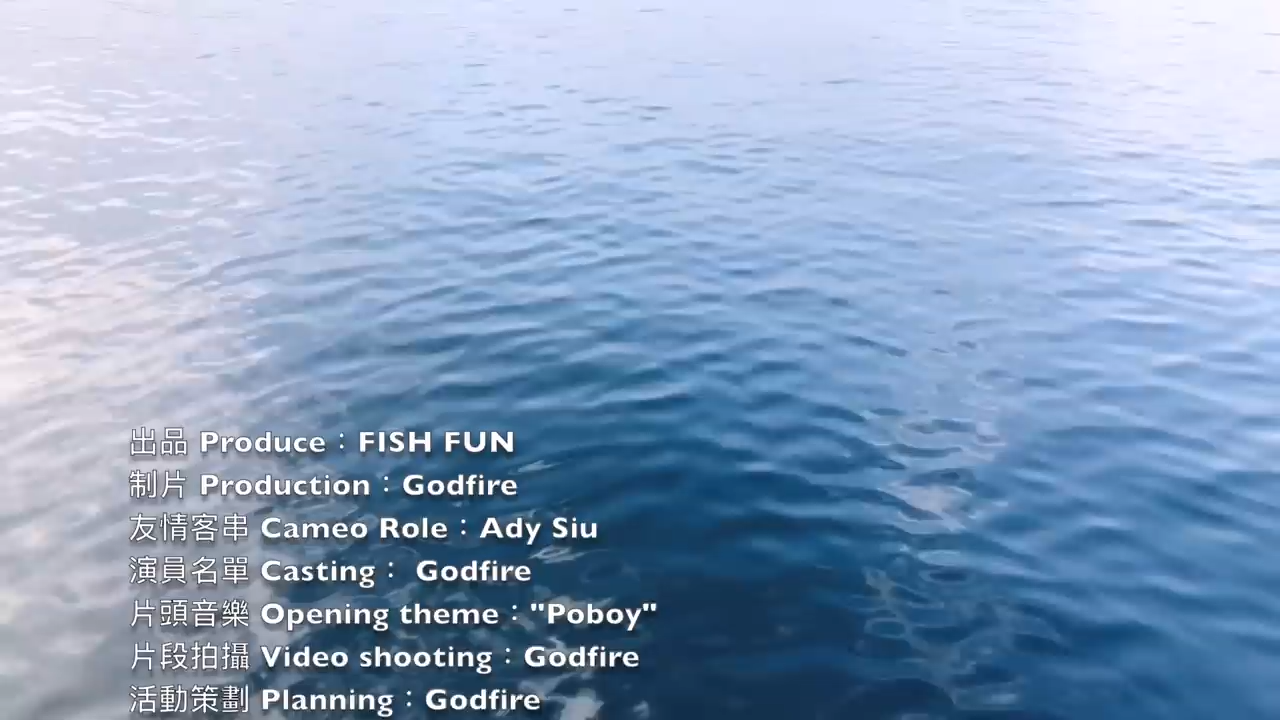 出品 Produce：FISH FUN
制片 Production：Godfire
友情客串 Cameo Role：Ady Siu
演員名單 Casting： Godfire
片頭音樂 Opening theme："Poboy"
片段拍攝 Video shooting：Godfire
活動策劃 Planning：Godfire